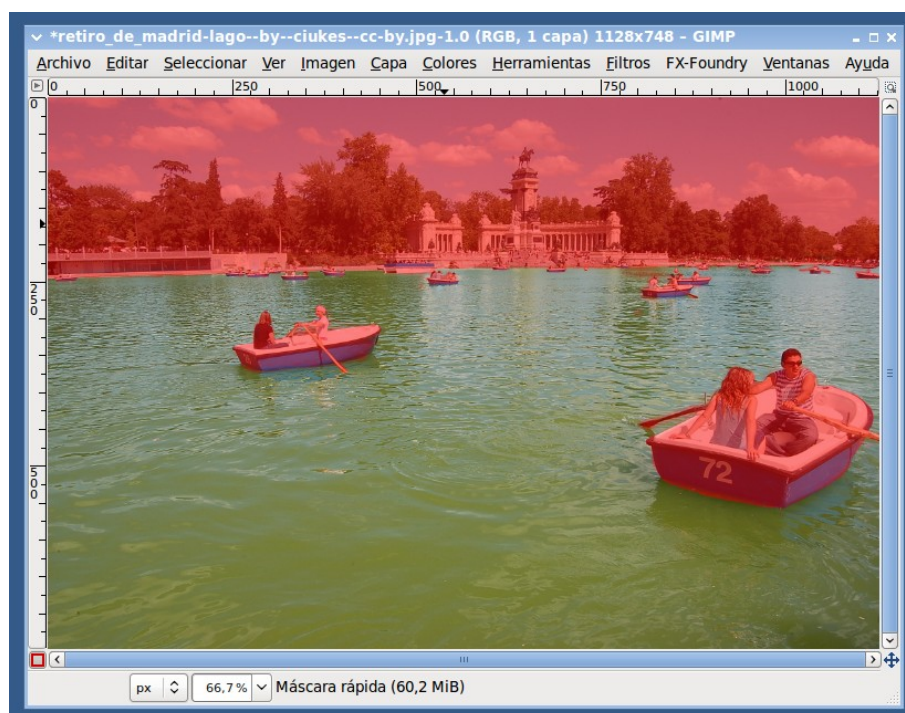 *retiro_de_madrid-lago--by--ciukes--cc-by.jpg-1.0 (RGB, 1 capa) 1128x748 – GIMP
Archivo Editar Seleccionar Ver Imagen Capa Colores Herramientas Filtros FX-Foundry Ventanas Ayuda
0 250 500 750 1000
0
250
72
500
px 66,7 % Máscara rápida (60,2 MiB)